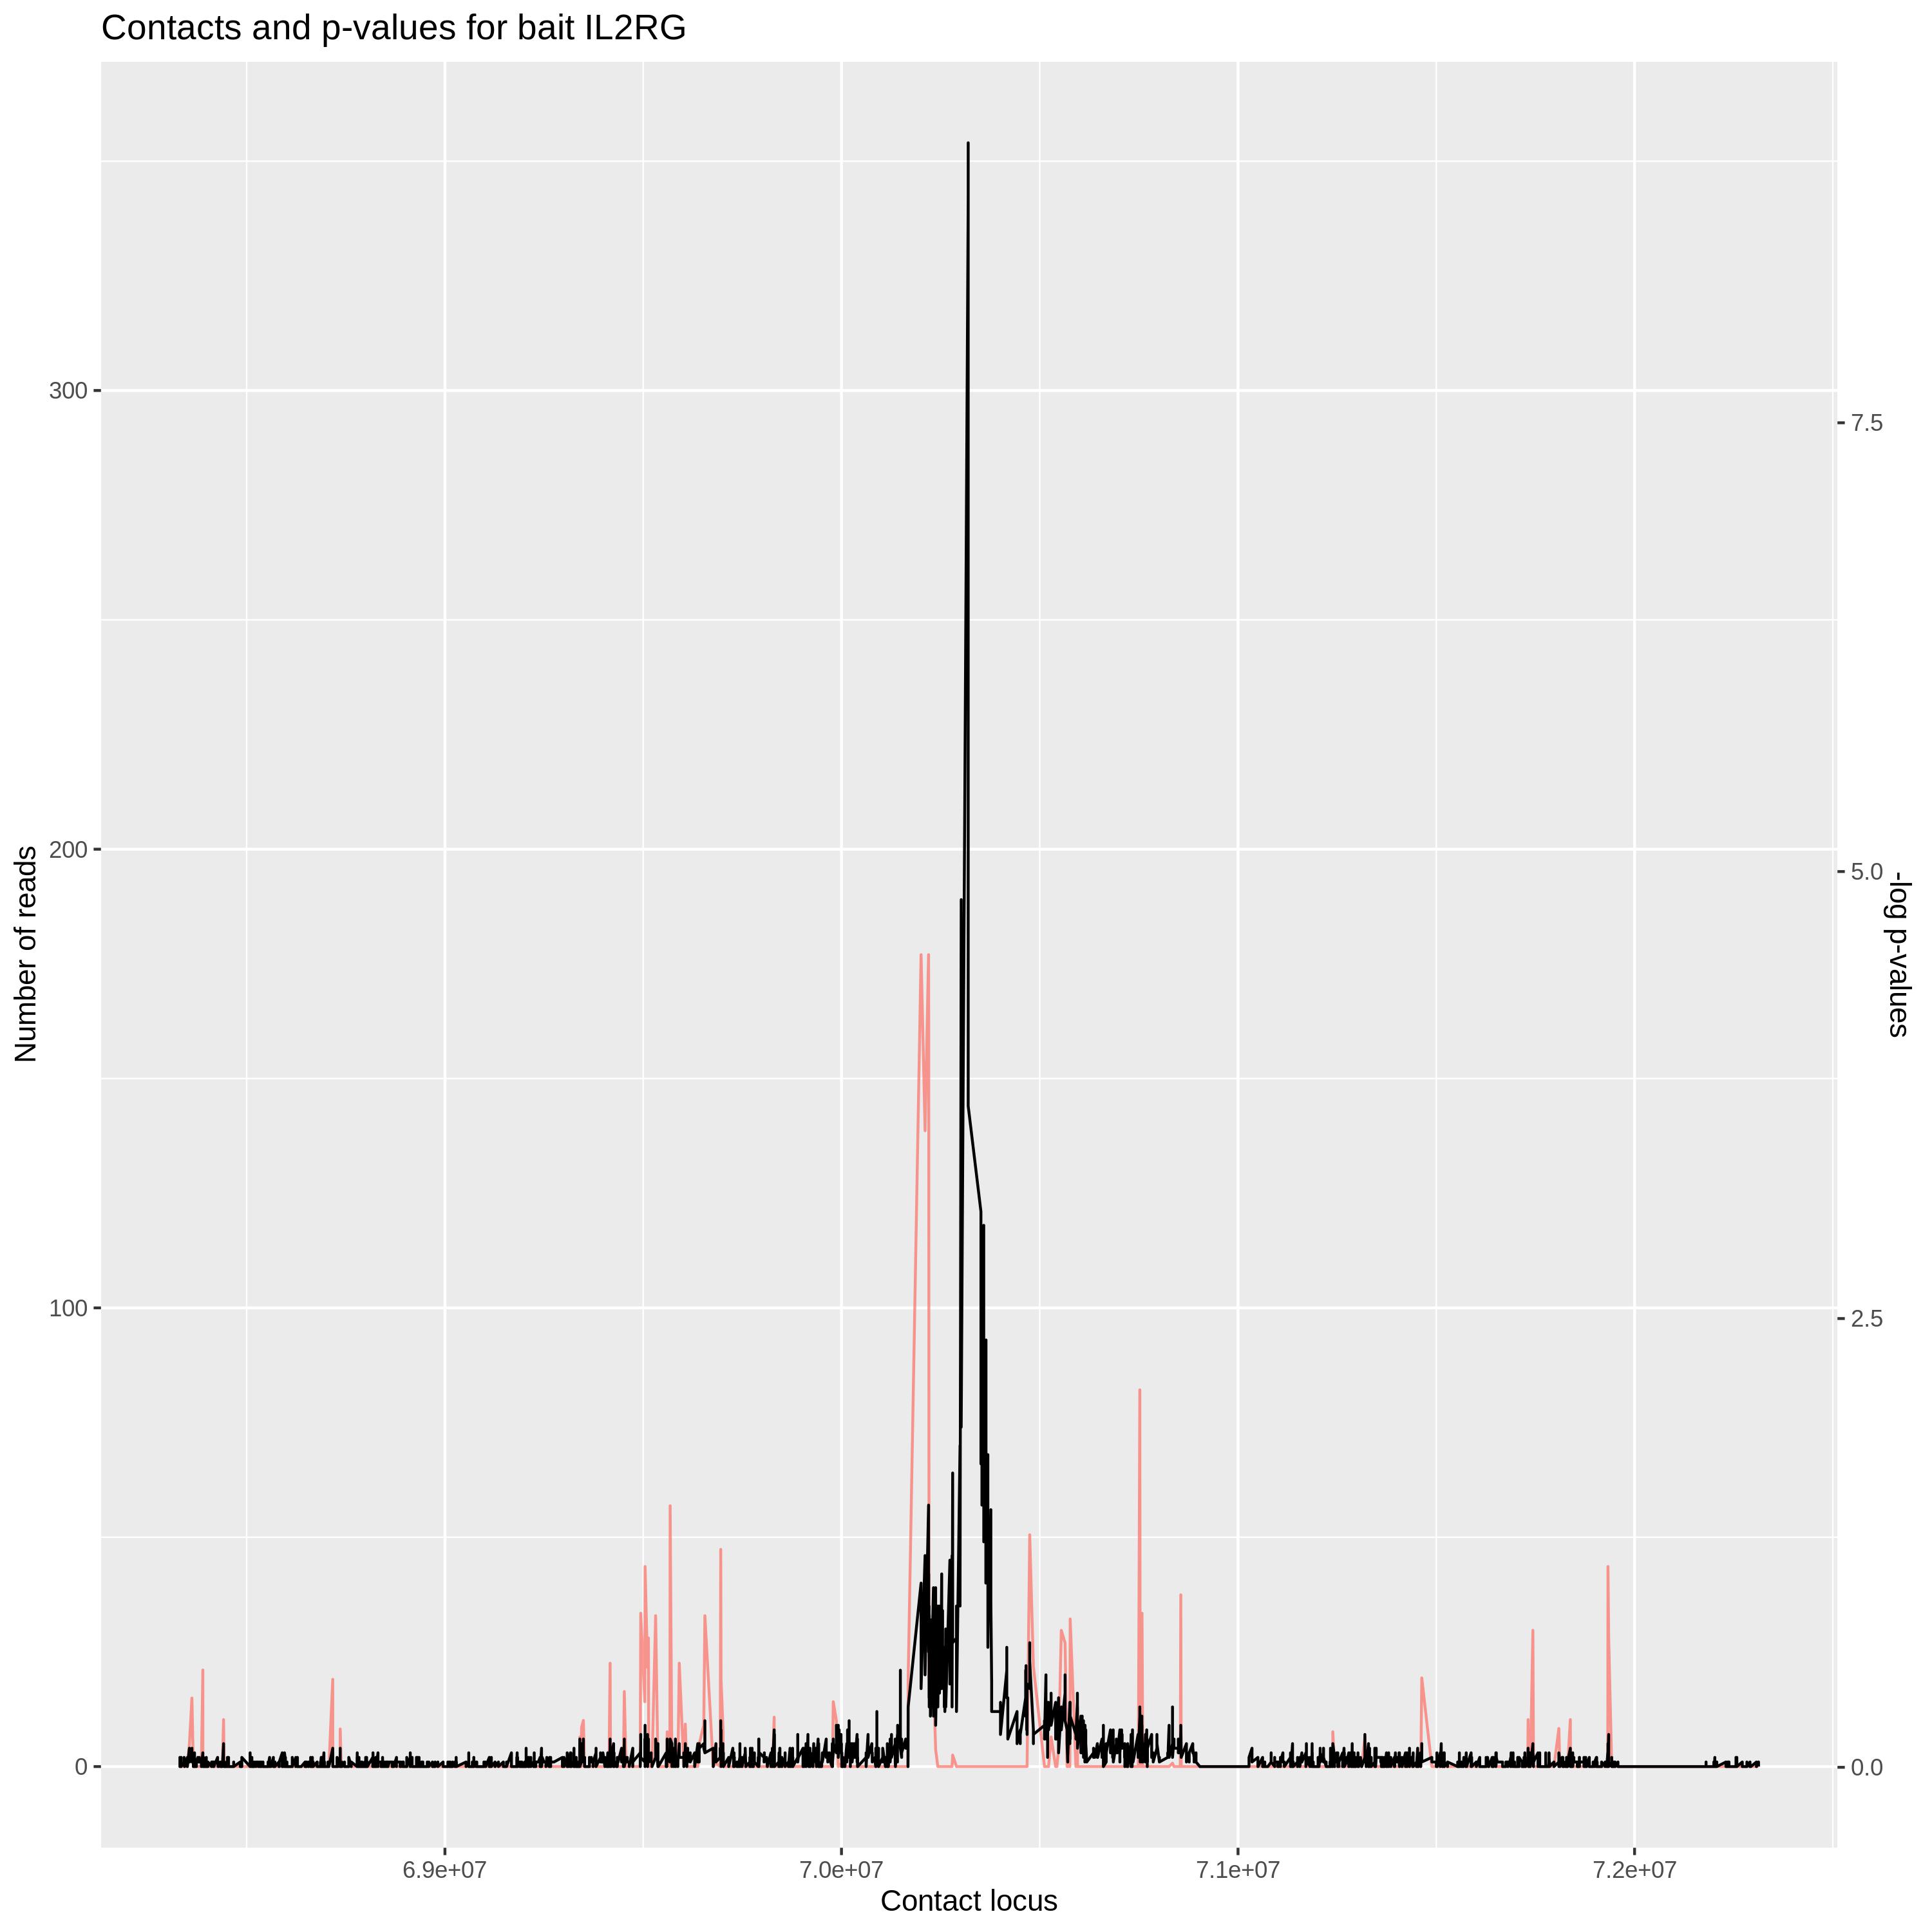 Contacts and p-values for bait IL2RG
300
200
100
0
Number of reads
7.5
5.0
2.5
0.0
-log p-values
6.9e+07
7.0e+07
7.1e+07
7.2e+07
Contact locus